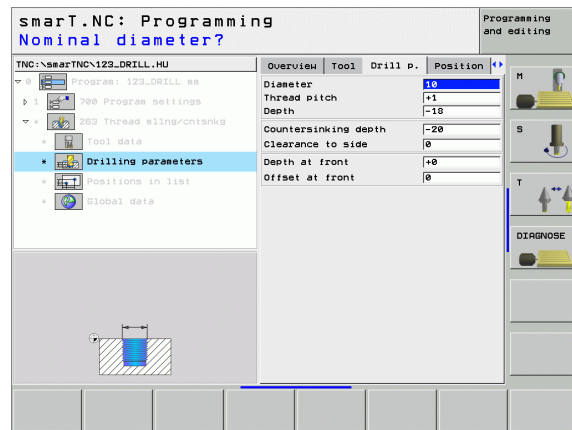 smarT.NC: Programming
Nominal diameter?
Programming
and editing
TNC:\smarTNC\123_DRILL.HU
0 Program: 123_DRILL mm
1 700 Program settings
* 263 Thread mllng/cntsnkg
* Tool data
* Drilling parameters
* Positions in list
* Global data
Overview Tool Drill p. Position
Diameter 10
Thread pitch +1
Depth -18
Countersinking depth -20
Clearance to side 0
Depth at front +0
Offset at front 0
M
S
T
DIAGNOSE